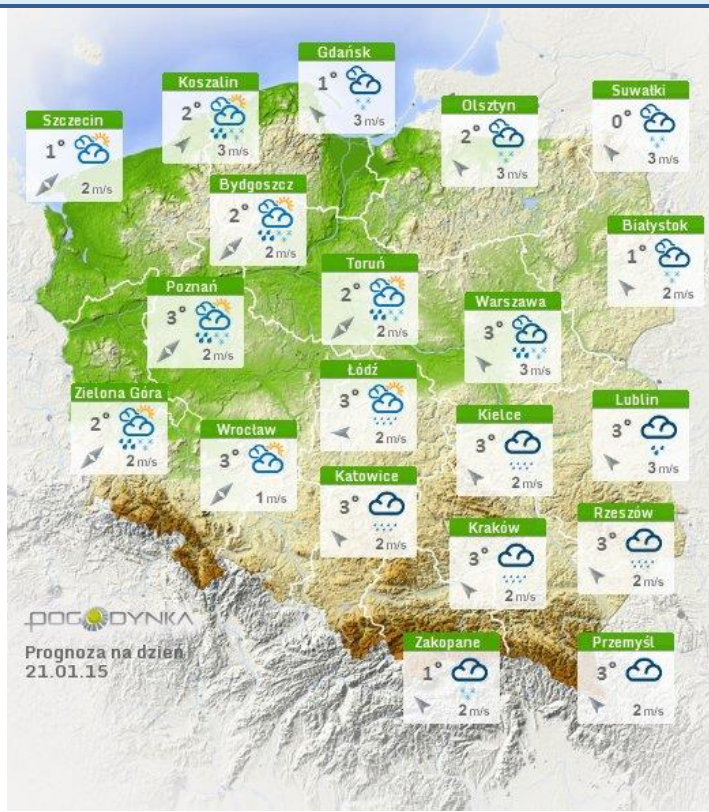 Gdańsk
1°
3 m/s
Koszalin
2°
3 m/s
Suwałki
0°
3 m/s
Olsztyn
2°
3 m/s
Szczecin
1°
2 m/s
Bydgoszcz
2°
2 m/s
Białystok
1°
2 m/s
Toruń
2°
2 m/s
Poznań
3°
2 m/s
Warszawa
3°
3 m/s
Łódź
3°
2 m/s
Zielona Góra
2°
2 m/s
Lublin
3°
3 m/s
Kielce
3°
2 m/s
Wrocław
3°
1 m/s
Katowice
3°
2 m/s
Rzeszów
3°
2 m/s
Kraków
3°
2 m/s
POGODYNKA
Prognoza na dzień
21.01.15
Zakopane
1°
2 m/s
Przemyśl
3°
2 m/s